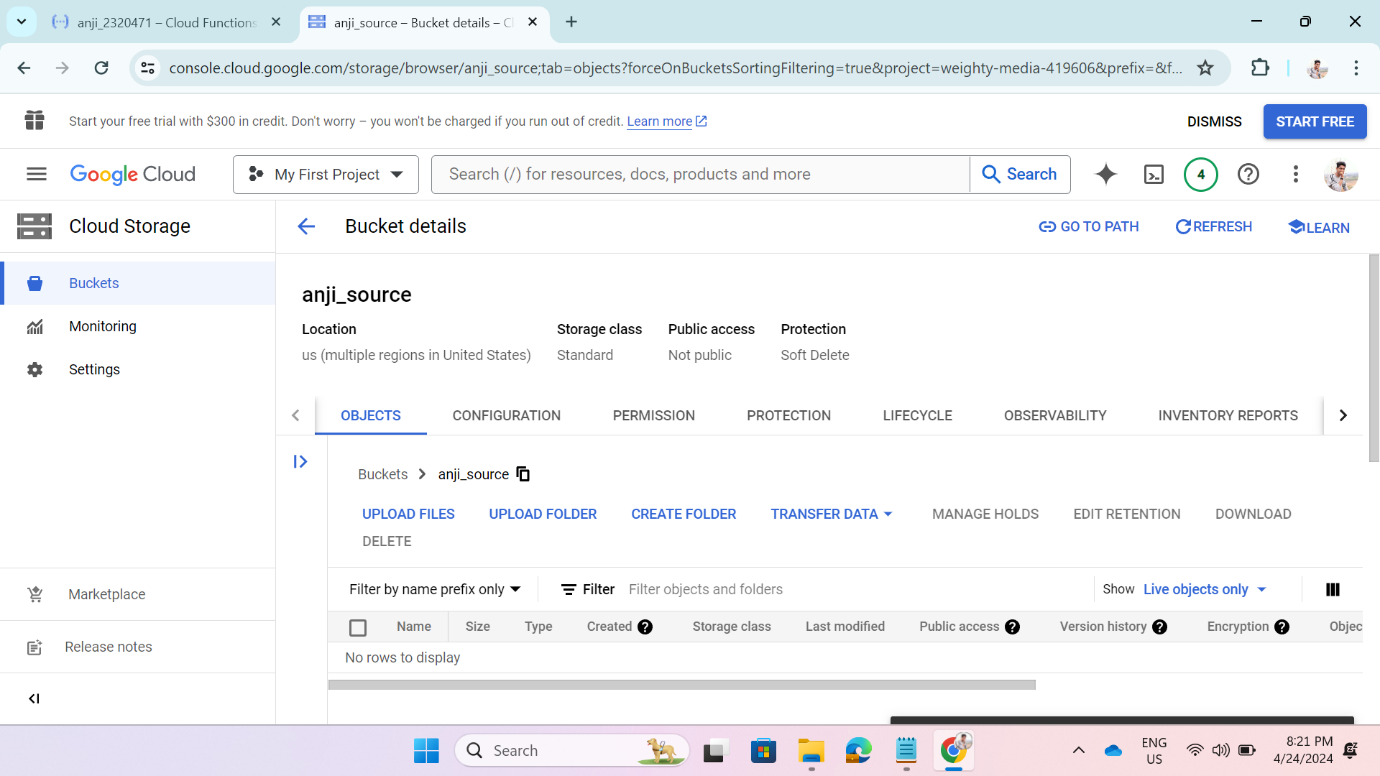 anji_2320471 – Cloud Functions
anji_source – Bucket details – Cl
console.cloud.google.com/storage/browser/anji_source;tab=objects?forceOnBucketsSortingFiltering=true&project=weighty-media-419606&prefix=&f...
Start your free trial with $300 in credit. Don't worry – you won't be charged if you run out of credit. Learn more
DISMISS
START FREE
Google Cloud
My First Project
Search (/) for resources, docs, products and more
Search
4
Cloud Storage
Bucket details
GO TO PATH
REFRESH
LEARN
Buckets
Monitoring
Settings
Marketplace
Release notes
anji_source
Location Storage class Public access Protection
us (multiple regions in United States) Standard Not public Soft Delete
OBJECTS CONFIGURATION PERMISSION PROTECTION LIFECYCLE OBSERVABILITY INVENTORY REPORTS
Buckets > anji_source
UPLOAD FILES UPLOAD FOLDER CREATE FOLDER TRANSFER DATA MANAGE HOLDS EDIT RETENTION DOWNLOAD
DELETE
Filter by name prefix only Filter Filter objects and folders Show Live objects only
Name Size Type Created Storage class Last modified Public access Version history Encryption Objec
No rows to display
Search
ENG
US
8:21 PM
4/24/2024